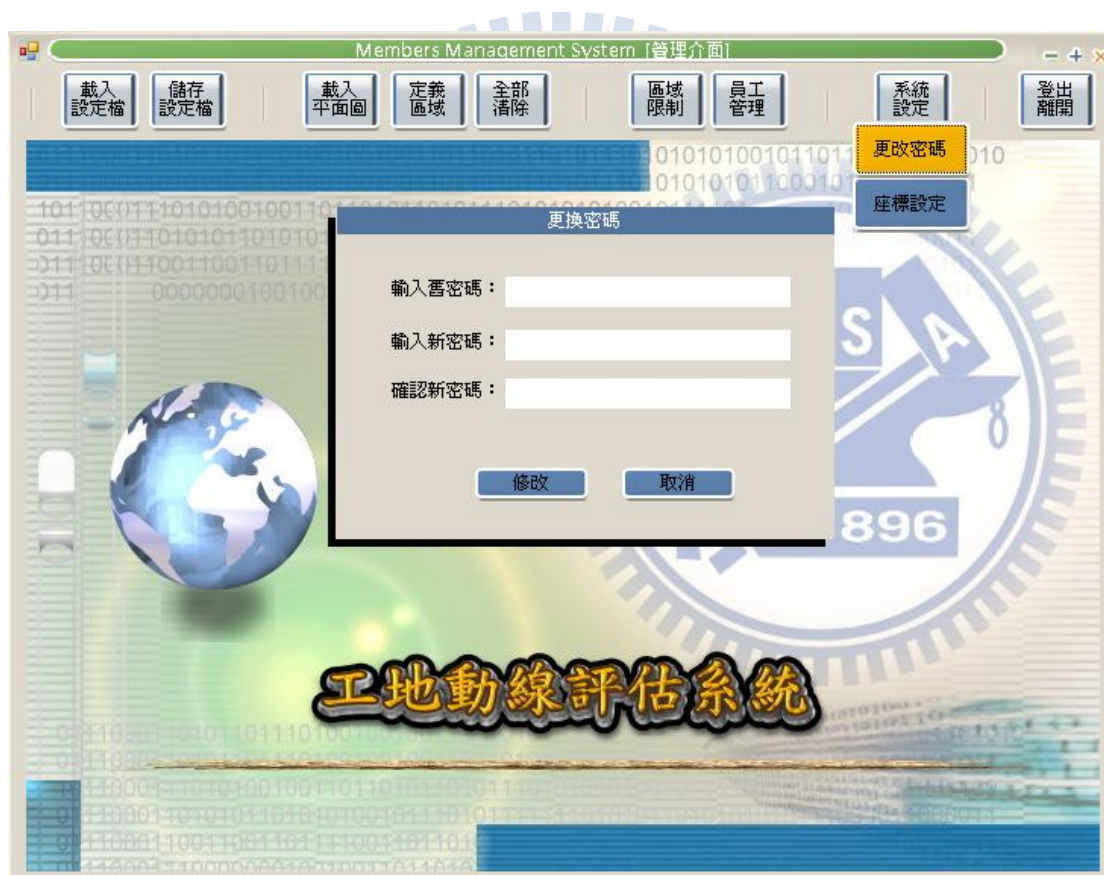 Members Management System [管理介面]
載入
設定檔
儲存
設定檔
載入
平面圖
定義
區域
全部
清除
區域
限制
員工
管理
系統
設定
登出
離開
更改密碼
座標設定
更換密碼
輸入舊密碼：
輸入新密碼：
確認新密碼：
修改
取消
S A
896
工地動線評估系統